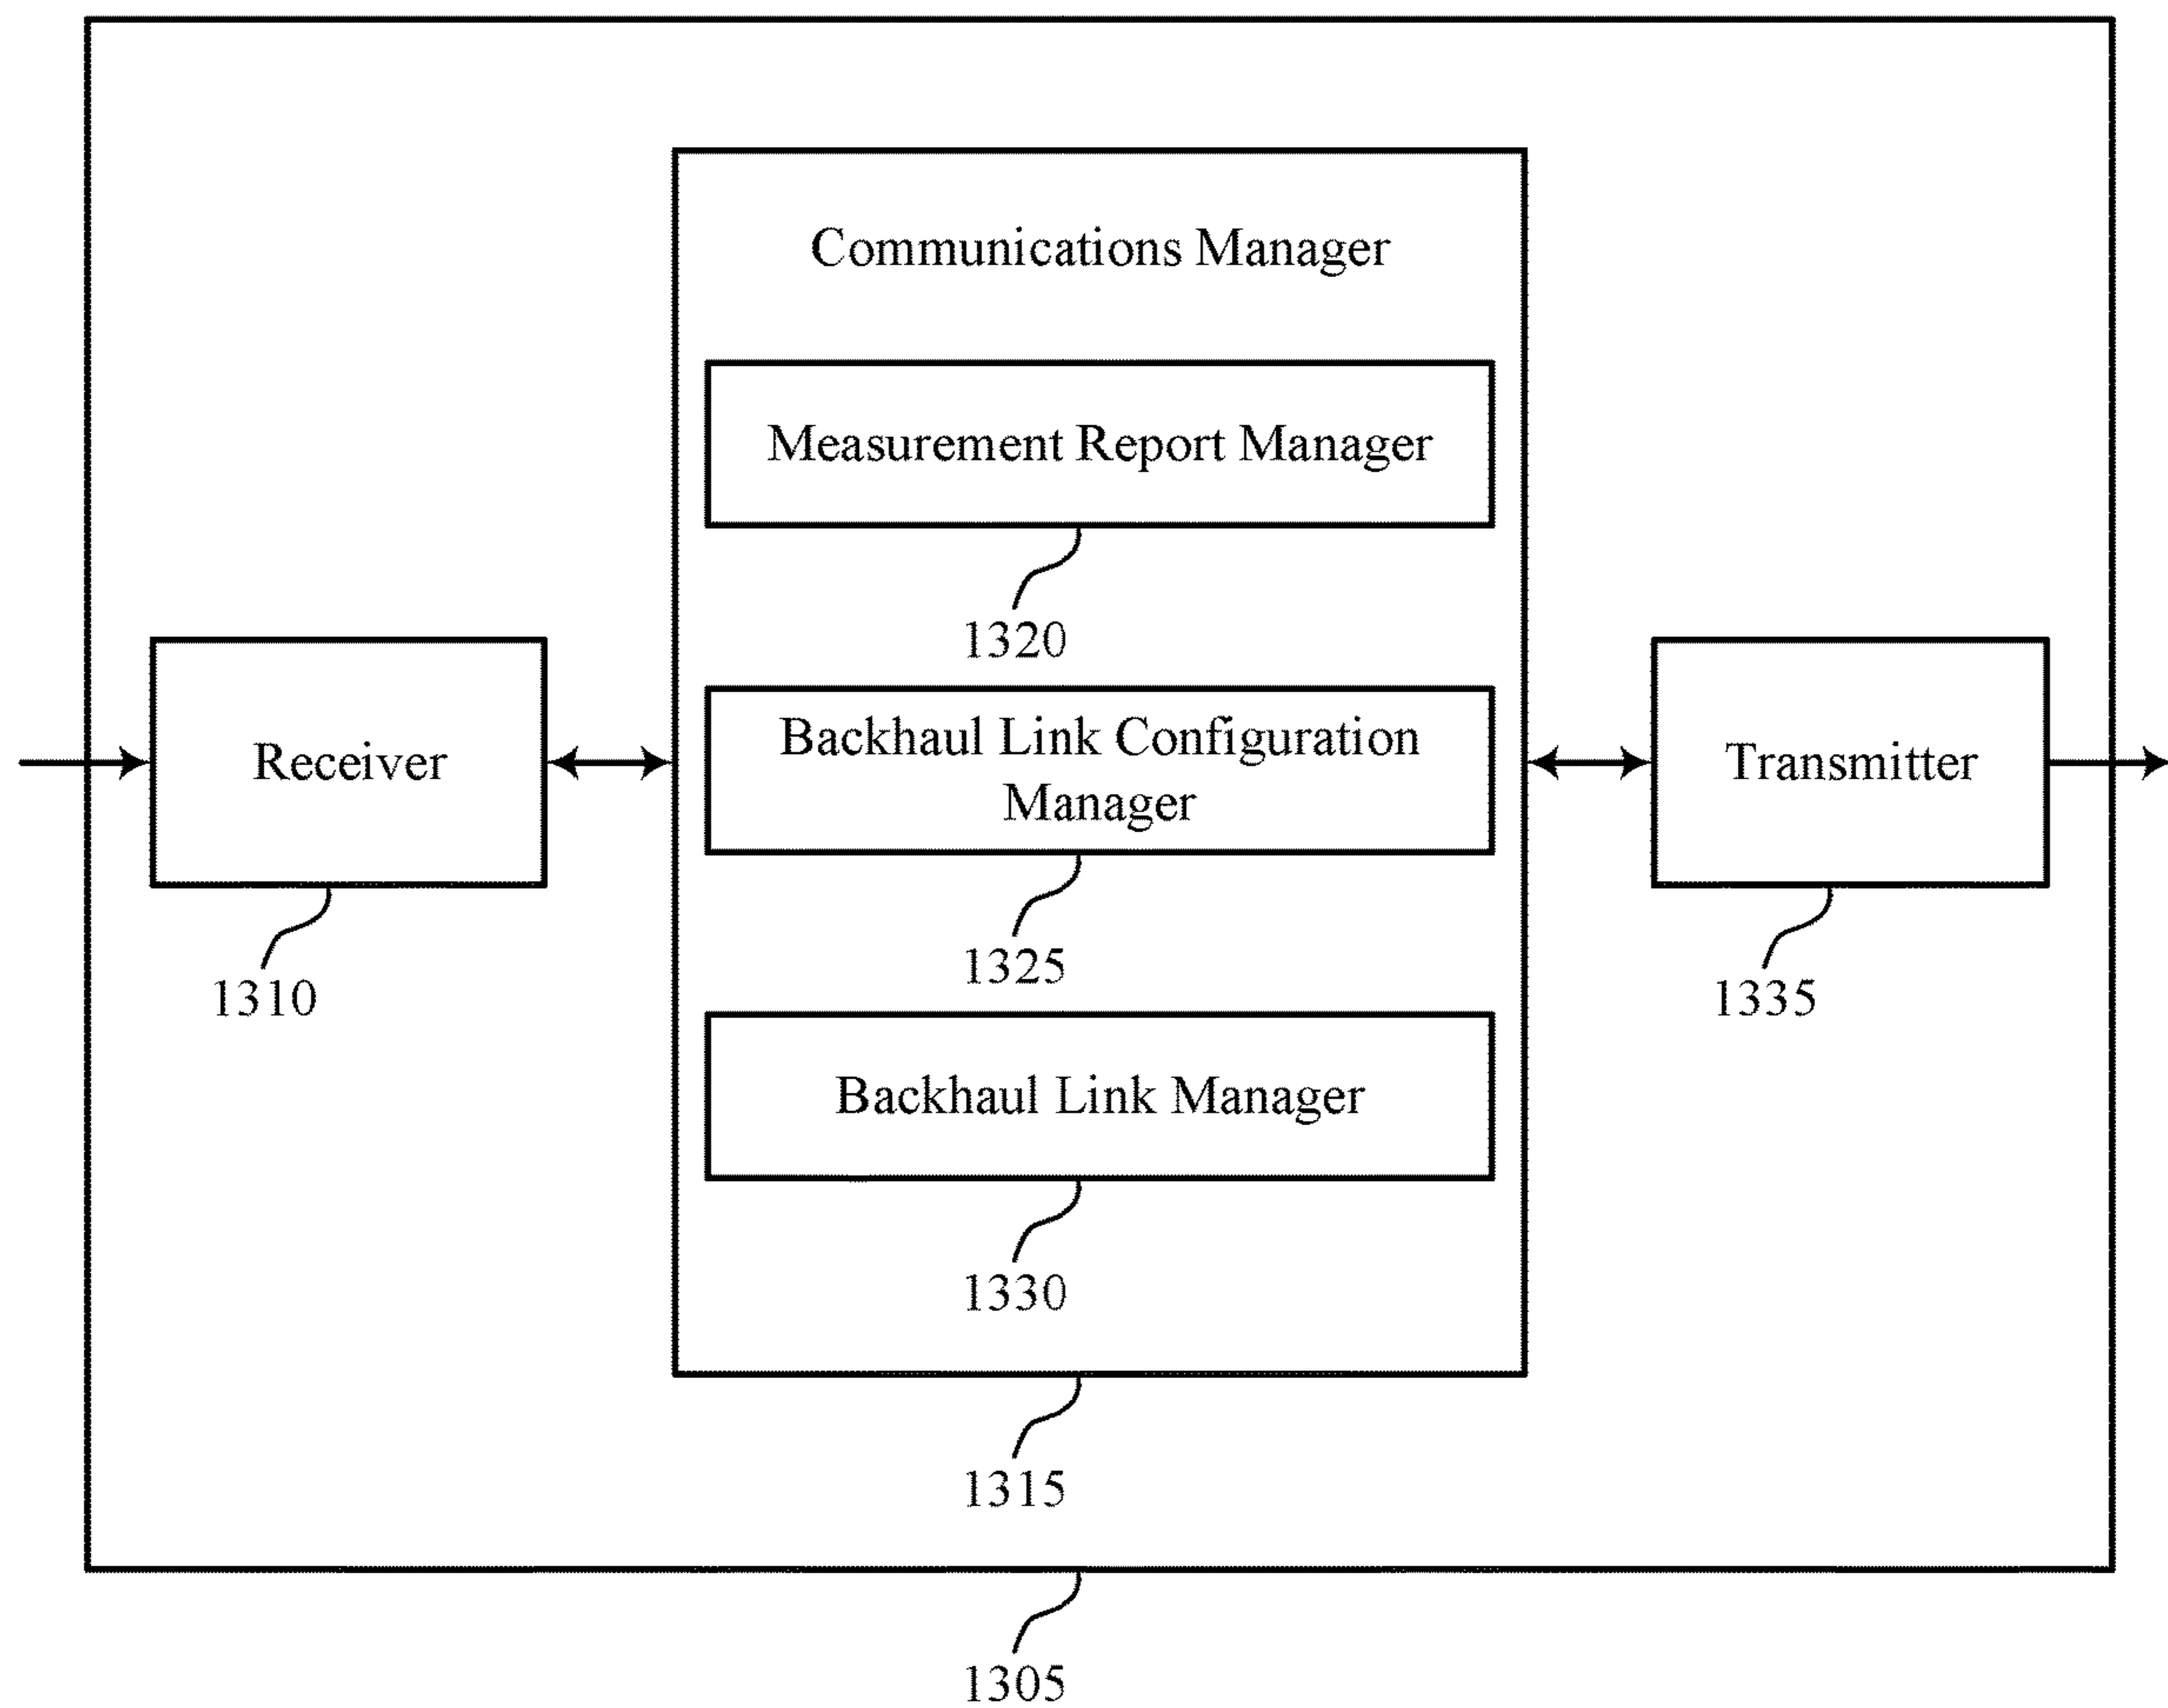 Communications Manager
Measurement Report Manager
1320
Receiver
1310
Backhaul Link Configuration
Manager
1325
Transmitter
1335
Backhaul Link Manager
1330
1315
1305